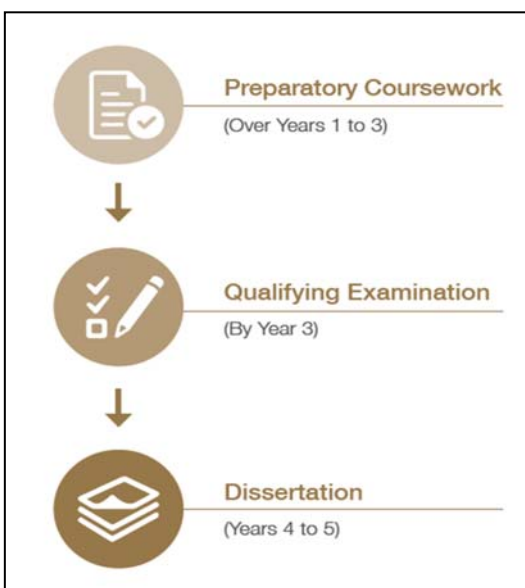 Preparatory Coursework
(Over Years 1 to 3)
Qualifying Examination
(By Year 3)
Dissertation
(Years 4 to 5)